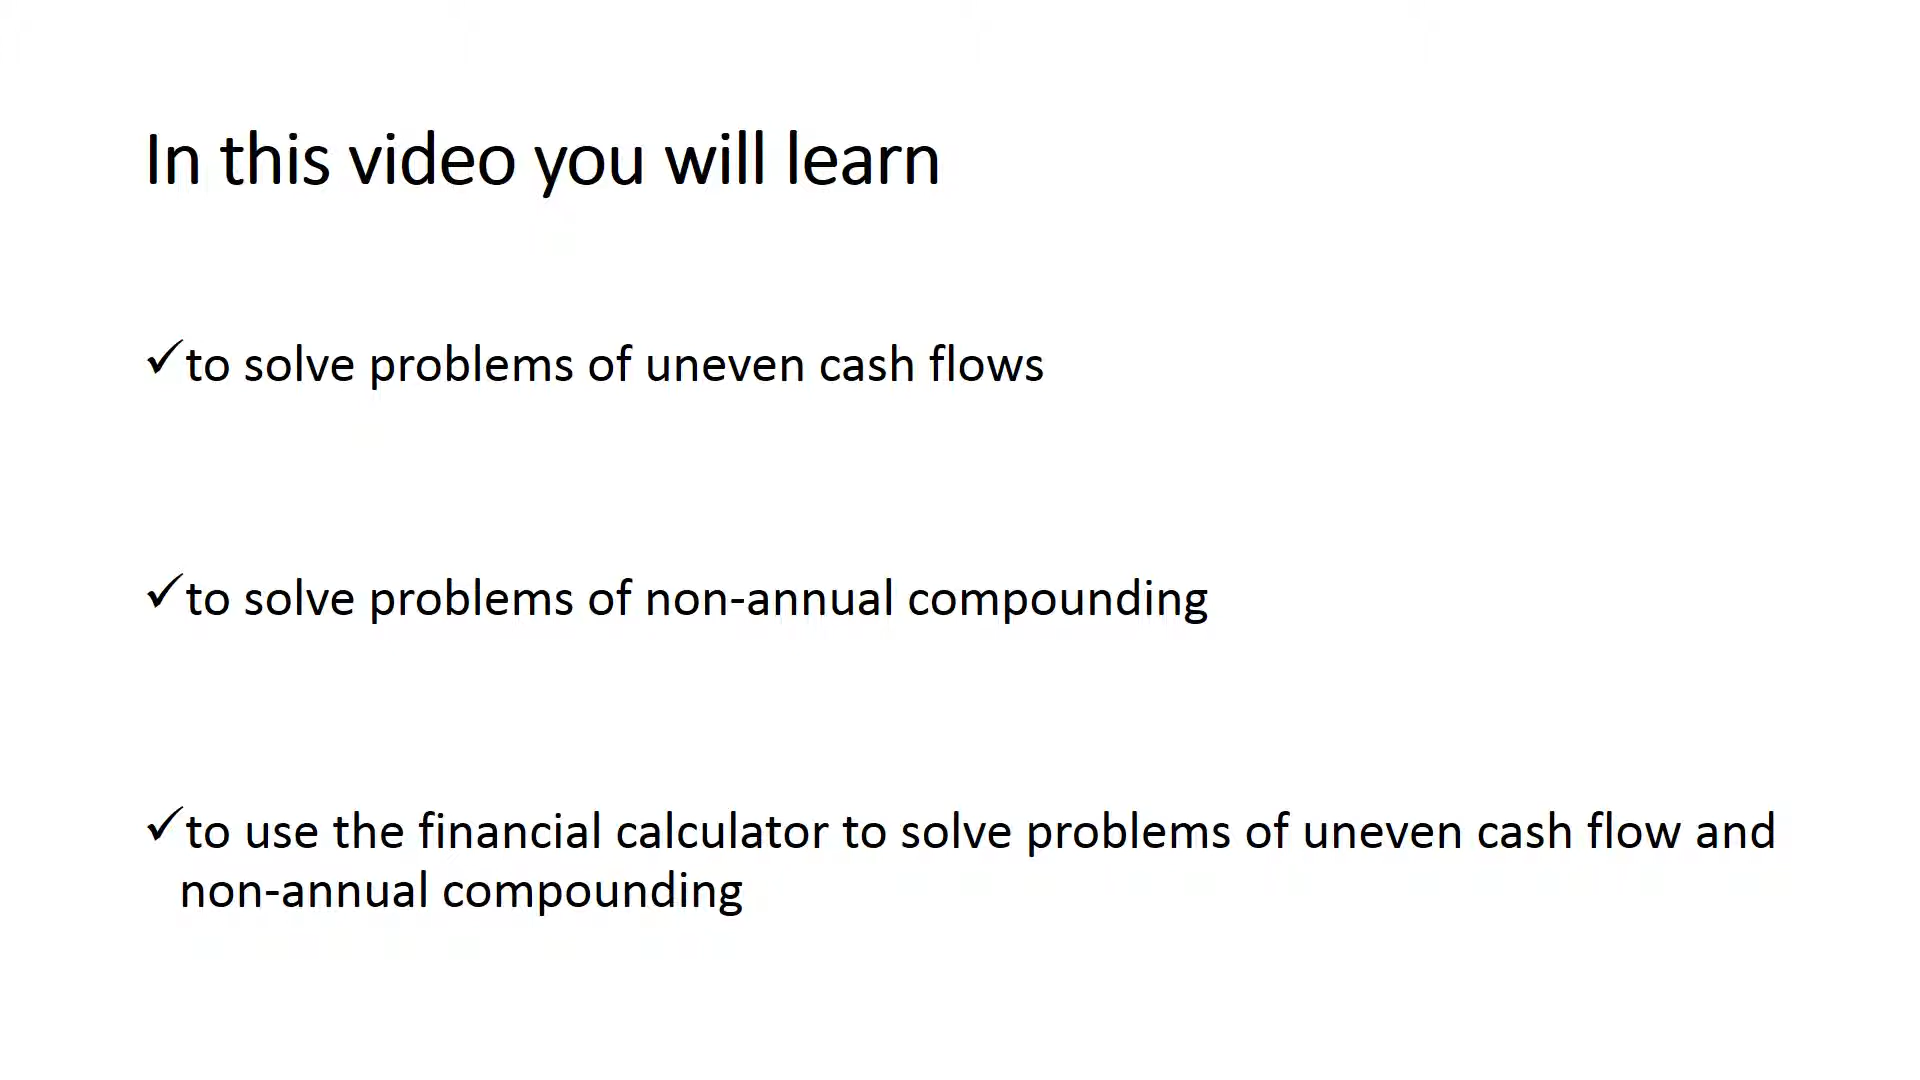 In this video you will learn
✓to solve problems of uneven cash flows
✓to solve problems of non-annual compounding
✓to use the financial calculator to solve problems of uneven cash flow and
non-annual compounding